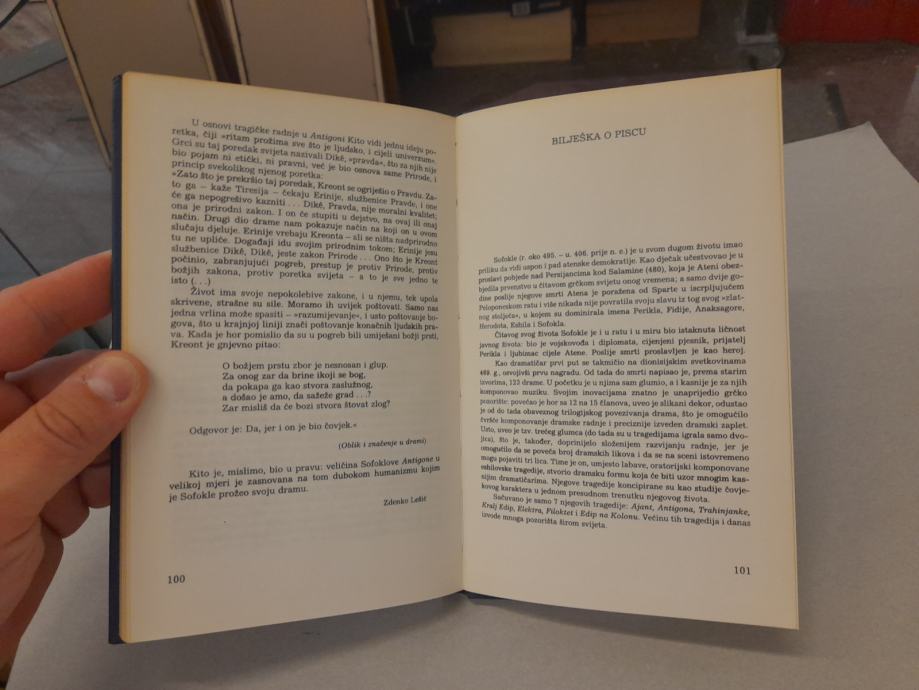 U osnovi tragičke radnje u Antigoni Kito vidi jednu ideju po-
retka, čiji »ritam prožima sve što je ljudsko, i cijeli univerzum«.
Grci su taj poredak svijeta nazivali Dikê, »pravda«, što za njih nije
bio pojam ni etički, ni pravni, već je bio osnova same Prirode, i
princip svekolikog njenog poretka:
»Zato što je prekršio taj poredak, Kreont se ogriješio o Pravdu. Za-
to ga – kaže Tiresija – čekaju Erinije, službenice Pravde, i one
će ga nepogrešivo kazniti . . . Dikê, Pravda, nije moralni kvalitet;
ona je prirodni zakon. I on će stupiti u dejstvo, na ovaj ili onaj
način. Drugi dio drame nam pokazuje način na koji on u ovom
slučaju djeluje. Erinije vrebaju Kreonta – ali se ništa nadprirodno
tu ne upliće. Događaji idu svojim prirodnim tokom; Erinije jesu
službenice Dikê, Dikê, jeste zakon Prirode . . . Ono što je Kreont
počinio, zabranjujući pogreb, prestup je protiv Prirode, protiv
božjih zakona, protiv poretka svijeta – a to je sve jedno te
isto (. . .)
Život ima svoje nepokolebive zakone, i u njemu, tek upola
skrivene, strašne su sile. Moramo ih uvijek poštovati. Samo nas
jedna vrlina može spasiti – »razumijevanje«, i usto poštovanje bo-
gova, što u krajnjoj liniji znači poštovanje konačnih ljudskih pra-
va. Kada je hor pomislio da su u pogreb bili umiješani božji prsti,
Kreont je gnjevno pitao:
O božjem prstu zbor je nesnosan i glup.
Za onog zar da brine ikoji se bog,
da pokapa ga kao stvora zaslužnog,
a došao je amo, da sažeže grad . . .?
Zar misliš da će bozi stvora štovat zlog?
Odgovor je: Da, jer i on je bio čovjek.«
(Oblik i značenje u drami)
Kito je, mislimo, bio u pravu: veličina Sofoklove Antigone u
velikoj mjeri je zasnovana na tom dubokom humanizmu kojim
je Sofokle prožeo svoju dramu.
Zdenko Lešić
100
BILJEŠKA O PISCU
Sofokle (r. oko 495. – u. 406. prije n. e.) je u svom dugom životu imao
priliku da vidi uspon i pad atenske demokratije. Kao dječak učestvovao je u
proslavi pobjede nad Persijancima kod Salamine (480), koja je Ateni obez-
bijedila prvenstvo u čitavom grčkom svijetu onog vremena; a samo dvije go-
dine poslije njegove smrti Atena je poražena od Sparte u iscrpljujućem
Peloponeskom ratu i više nikada nije povratila svoju slavu iz tog svog »zlat-
nog stoljeća«, u kojem su dominirala imena Perikla, Fidije, Anaksagore,
Herodota, Eshila i Sofokla.
Čitavog svog života Sofokle je i u ratu i u miru bio istaknuta ličnost
javnog života: bio je vojskovođa i diplomata, cijenjeni pjesnik, prijatelj
Perikla i ljubimac cijele Atene. Poslije smrti proslavljen je kao heroj.
Kao dramatičar prvi put se takmičio na dionisijskim svetkovinama
469. g., osvojivši prvu nagradu. Od tada do smrti napisao je, prema starim
izvorima, 123 drame. U početku je u njima sam glumio, a i kasnije je za njih
komponovao muziku. Svojim inovacijama znatno je unaprijedio grčko
pozorište: povećao je hor sa 12 na 15 članova, uveo je slikani dekor, odustao
je od do tada obaveznog trilogijskog povezivanja drama, što je omogućilo
čvršće komponovanje dramske radnje i preciznije izveden dramski zaplet.
Usto, uveo je tzv. trećeg glumca (do tada su u tragedijama igrala samo dvo-
jica), što je, također, doprinijelo složenijem razvijanju radnje, jer je
omogućilo da se poveća broj dramskih likova i da se na sceni istovremeno
mogu pojaviti tri lica. Time je on, umjesto labave, oratorijski komponovane
eshilovske tragedije, stvorio dramsku formu koja će biti uzor mnogim kas-
nijim dramatičarima. Njegove tragedije koncipirane su kao studije čovje-
kovog karaktera u jednom presudnom trenutku njegovog života.
Sačuvano je samo 7 njegovih tragedije: Ajant, Antigona, Trahinjanke,
Kralj Edip, Elektra, Filoktet i Edip na Kolonu. Većinu tih tragedija i danas
izvode mnoga pozorišta širom svijeta.
101